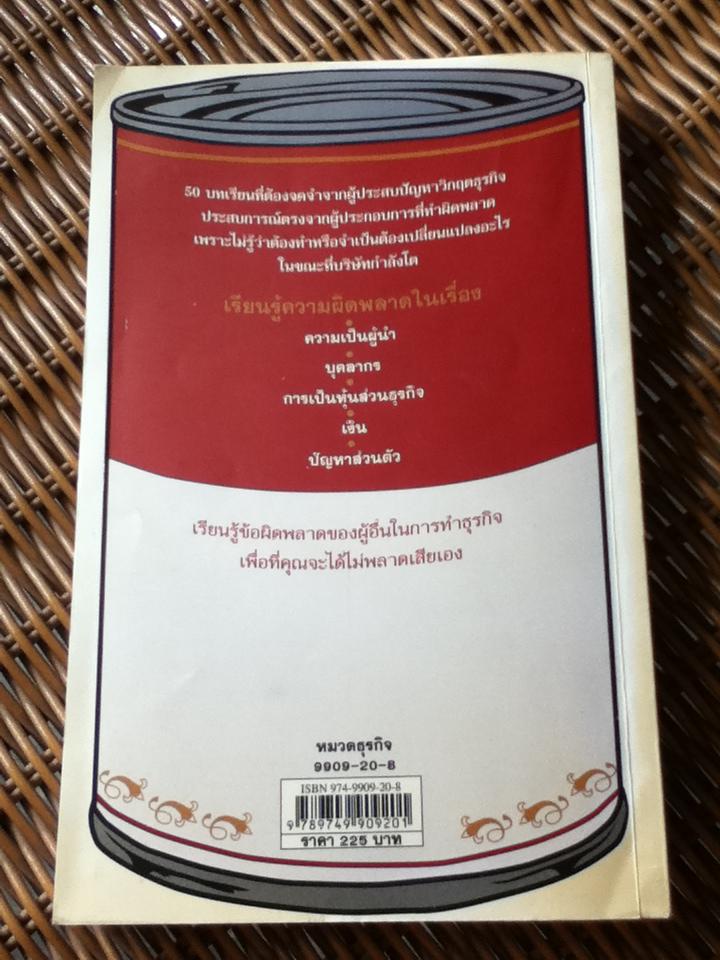 50 บทเรียนที่ต้องจดจำจากผู้ประสบปัญหาวิกฤตธุรกิจ
ประสบการณ์ตรงจากผู้ประกอบการที่ทำผิดพลาด
เพราะไม่รู้ว่าต้องทำหรือจำเป็นต้องเปลี่ยนแปลงอะไร
ในขณะที่บริษัทกำลังโต
เรียนรู้ความผิดพลาดในเรื่อง
ความเป็นผู้นำ
บุคลากร
การเป็นหุ้นส่วนธุรกิจ
เงิน
ปัญหาส่วนตัว
เรียนรู้ข้อผิดพลาดของผู้อื่นในการทำธุรกิจ
เพื่อที่คุณจะได้ไม่พลาดเสียเอง
หมวดธุรกิจ
9909-20-8
ISBN 974-9909-20-8
9 789749 909201
ราคา 225 บาท